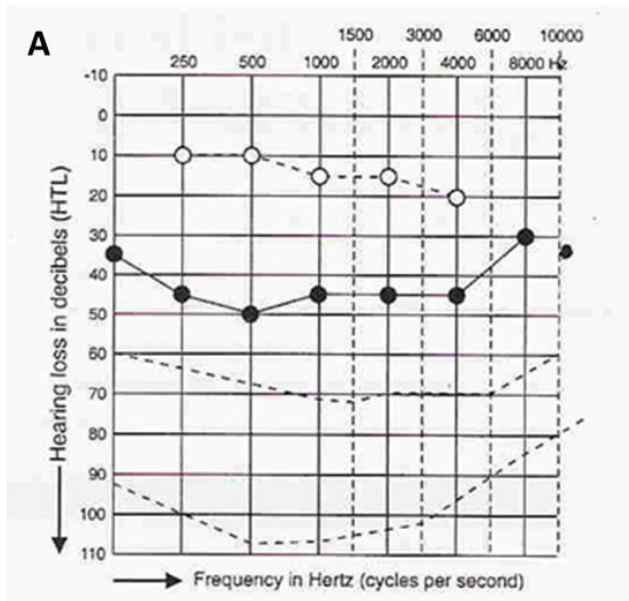 A
1500 3000 6000 10000
250 500 1000 2000 4000 8000 Hz
-10
0
10
20
30
40
50
60
70
80
90
100
110
Hearing loss in decibels (HTL)
Frequency in Hertz (cycles per second)